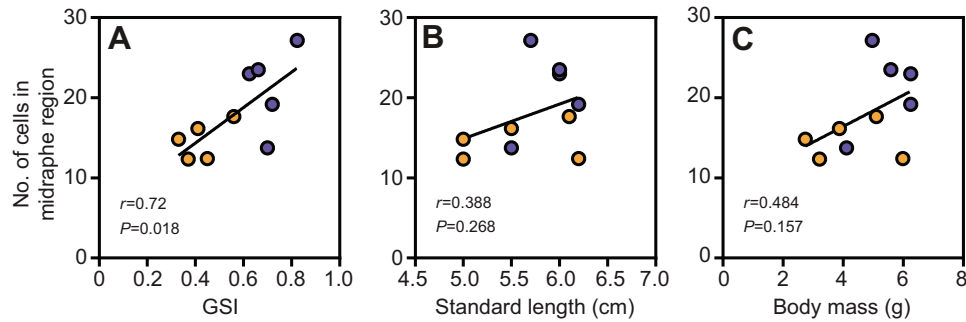 No. of cells in
midraphe region
A
30
20
10
0
r=0.72
P=0.018
0 0.2 0.4 0.6 0.8 1.0
GSI
B
30
20
10
0
r=0.388
P=0.268
4.5 5.0 5.5 6.0 6.5 7.0
Standard length (cm)
C
30
20
10
0
r=0.484
P=0.157
0 2 4 6 8
Body mass (g)